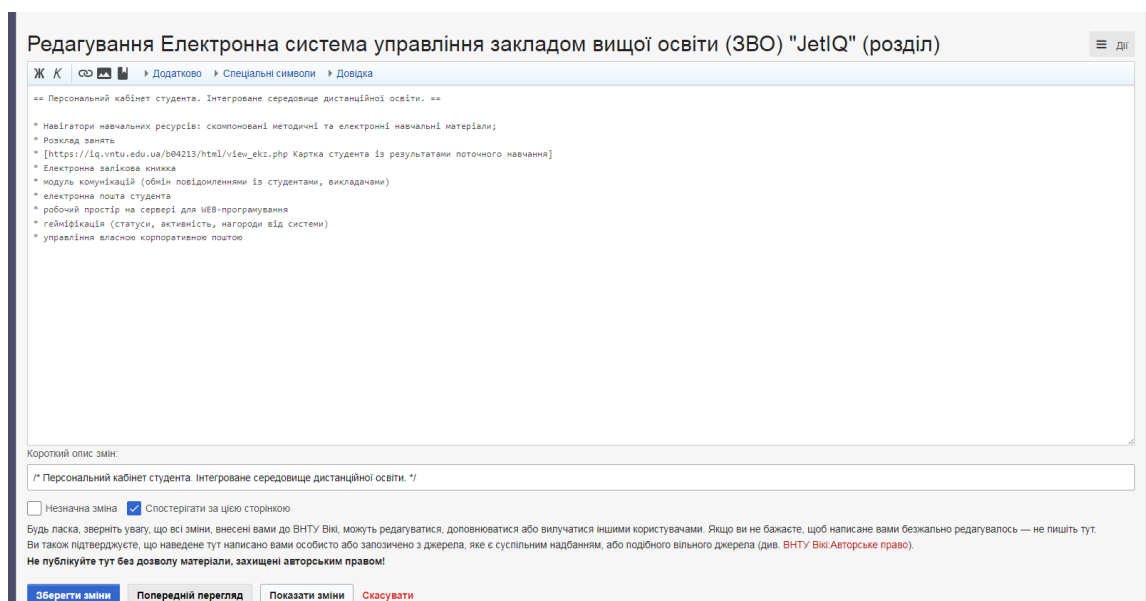 Редагування Електронна система управління закладом вищої освіти (ЗВО) "JetIQ" (розділ)
Дії
Ж К Додатково Спеціальні символи Довідка
== Персональний кабінет студента. Інтегроване середовище дистанційної освіти. ==
* Навігатори навчальних ресурсів: скомпоновані методичні та електронні навчальні матеріали;
* Розклад занять
* [https://iq.vntu.edu.ua/b04213/html/view_ekz.php Картка студента із результатами поточного навчання]
* Електронна залікова книжка
* модуль комунікацій (обмін повідомленнями із студентами, викладачами)
* електронна пошта студента
* робочий простір на сервері для WEB-програмування
* гейміфікація (статуси, активність, нагороди від системи)
* управління власною корпоративною поштою
Короткий опис змін:
/* Персональний кабінет студента. Інтегроване середовище дистанційної освіти. */
Незначна зміна Спостерігати за цією сторінкою
Будь ласка, зверніть увагу, що всі зміни, внесені вами до ВНТУ Вікі, можуть редагуватися, доповнюватися або вилучатися іншими користувачами. Якщо ви не бажаєте, щоб написане вами безжально редагувалось — не пишіть тут.
Ви також підтверджуєте, що наведене тут написано вами особисто або запозичено з джерела, яке є суспільним надбанням, або подібного вільного джерела (див. ВНТУ Вікі:Авторське право).
Не публікуйте тут без дозволу матеріали, захищені авторським правом!
Зберегти зміни Попередній перегляд Показати зміни Скасувати